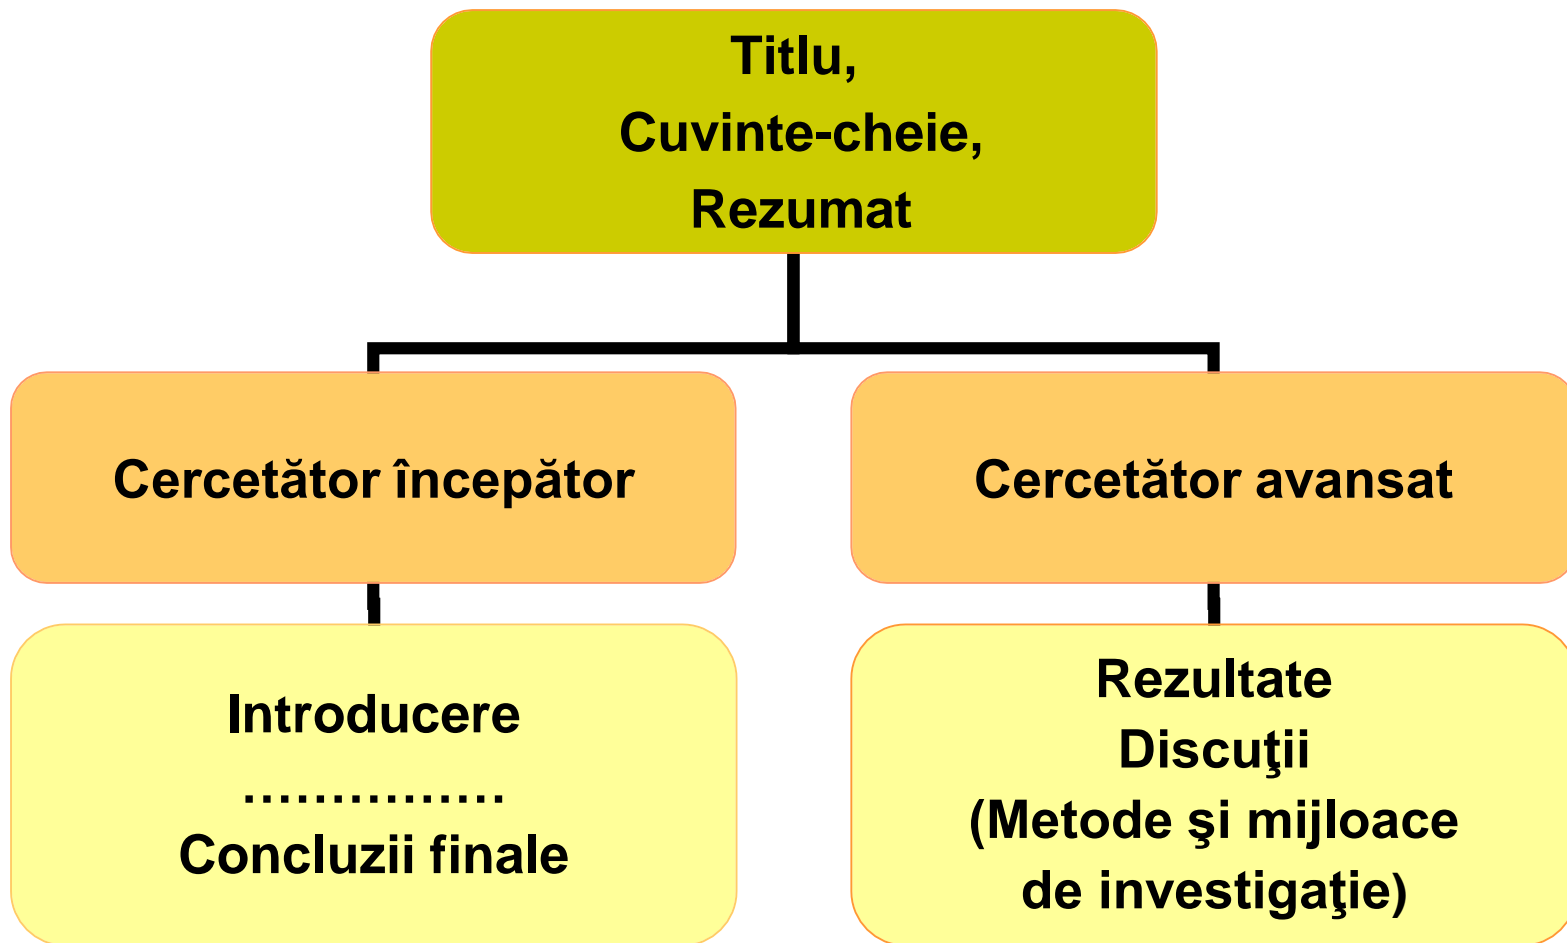 Titlu,
Cuvinte-cheie,
Rezumat
Cercetător începător
Cercetător avansat
Introducere
……………
Concluzii finale
Rezultate
Discuţii
(Metode şi mijloace
de investigaţie)